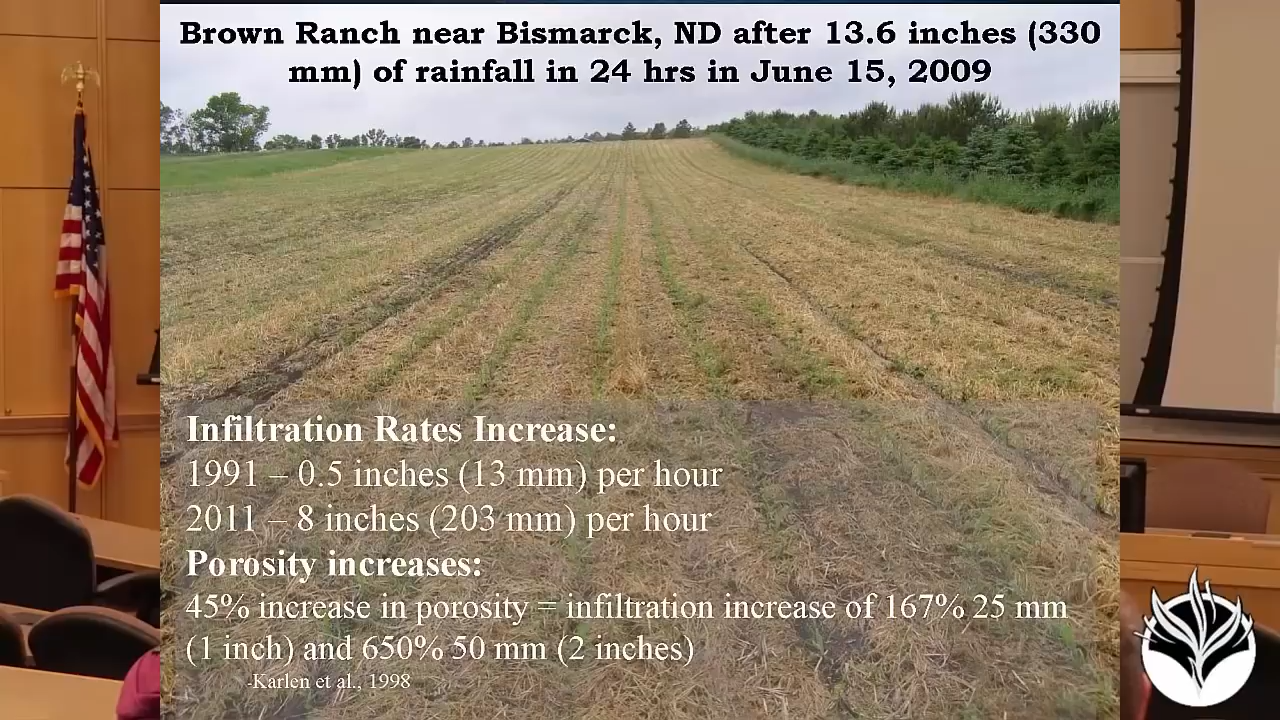 Brown Ranch near Bismarck, ND after 13.6 inches (330
mm) of rainfall in 24 hrs in June 15, 2009
Infiltration Rates Increase:
1991 – 0.5 inches (13 mm) per hour
2011 – 8 inches (203 mm) per hour
Porosity increases:
45% increase in porosity = infiltration increase of 167% 25 mm
(1 inch) and 650% 50 mm (2 inches)
-Karlen et al., 1998